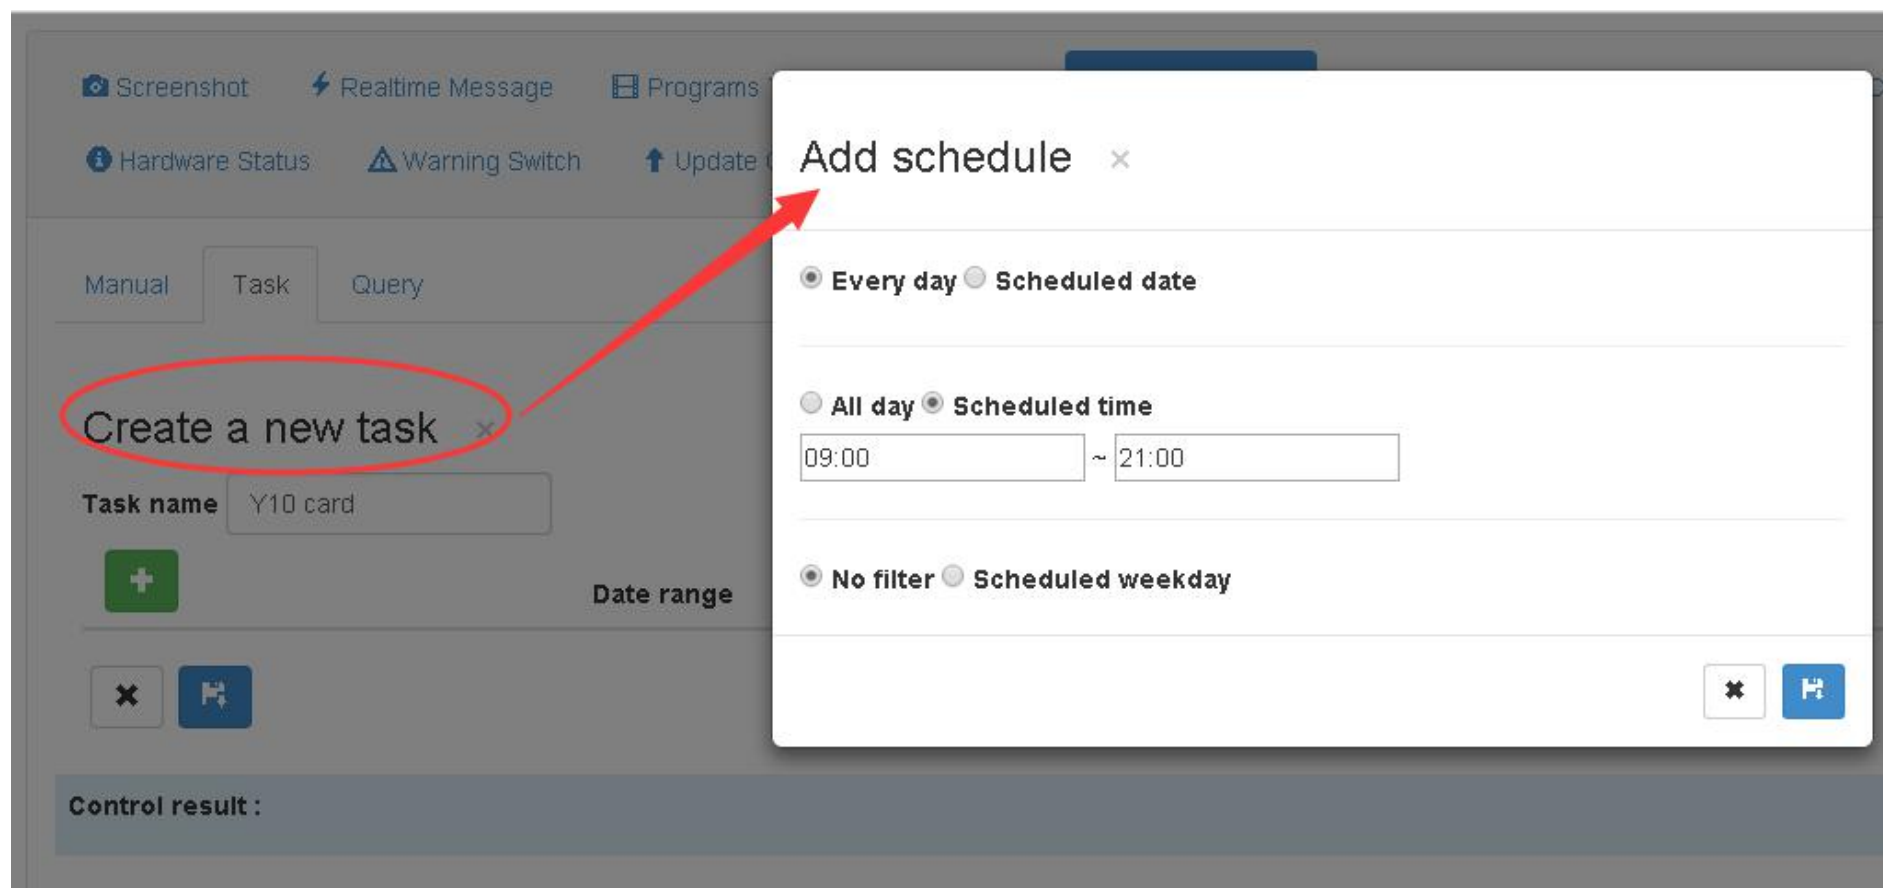 Screenshot Realtime Message Programs
Hardware Status Warning Switch Update
Manual Task Query
Create a new task ×
Task name Y10 card
Date range
Control result :
Add schedule ×
Every day Scheduled date
All day Scheduled time
09:00 ~ 21:00
No filter Scheduled weekday